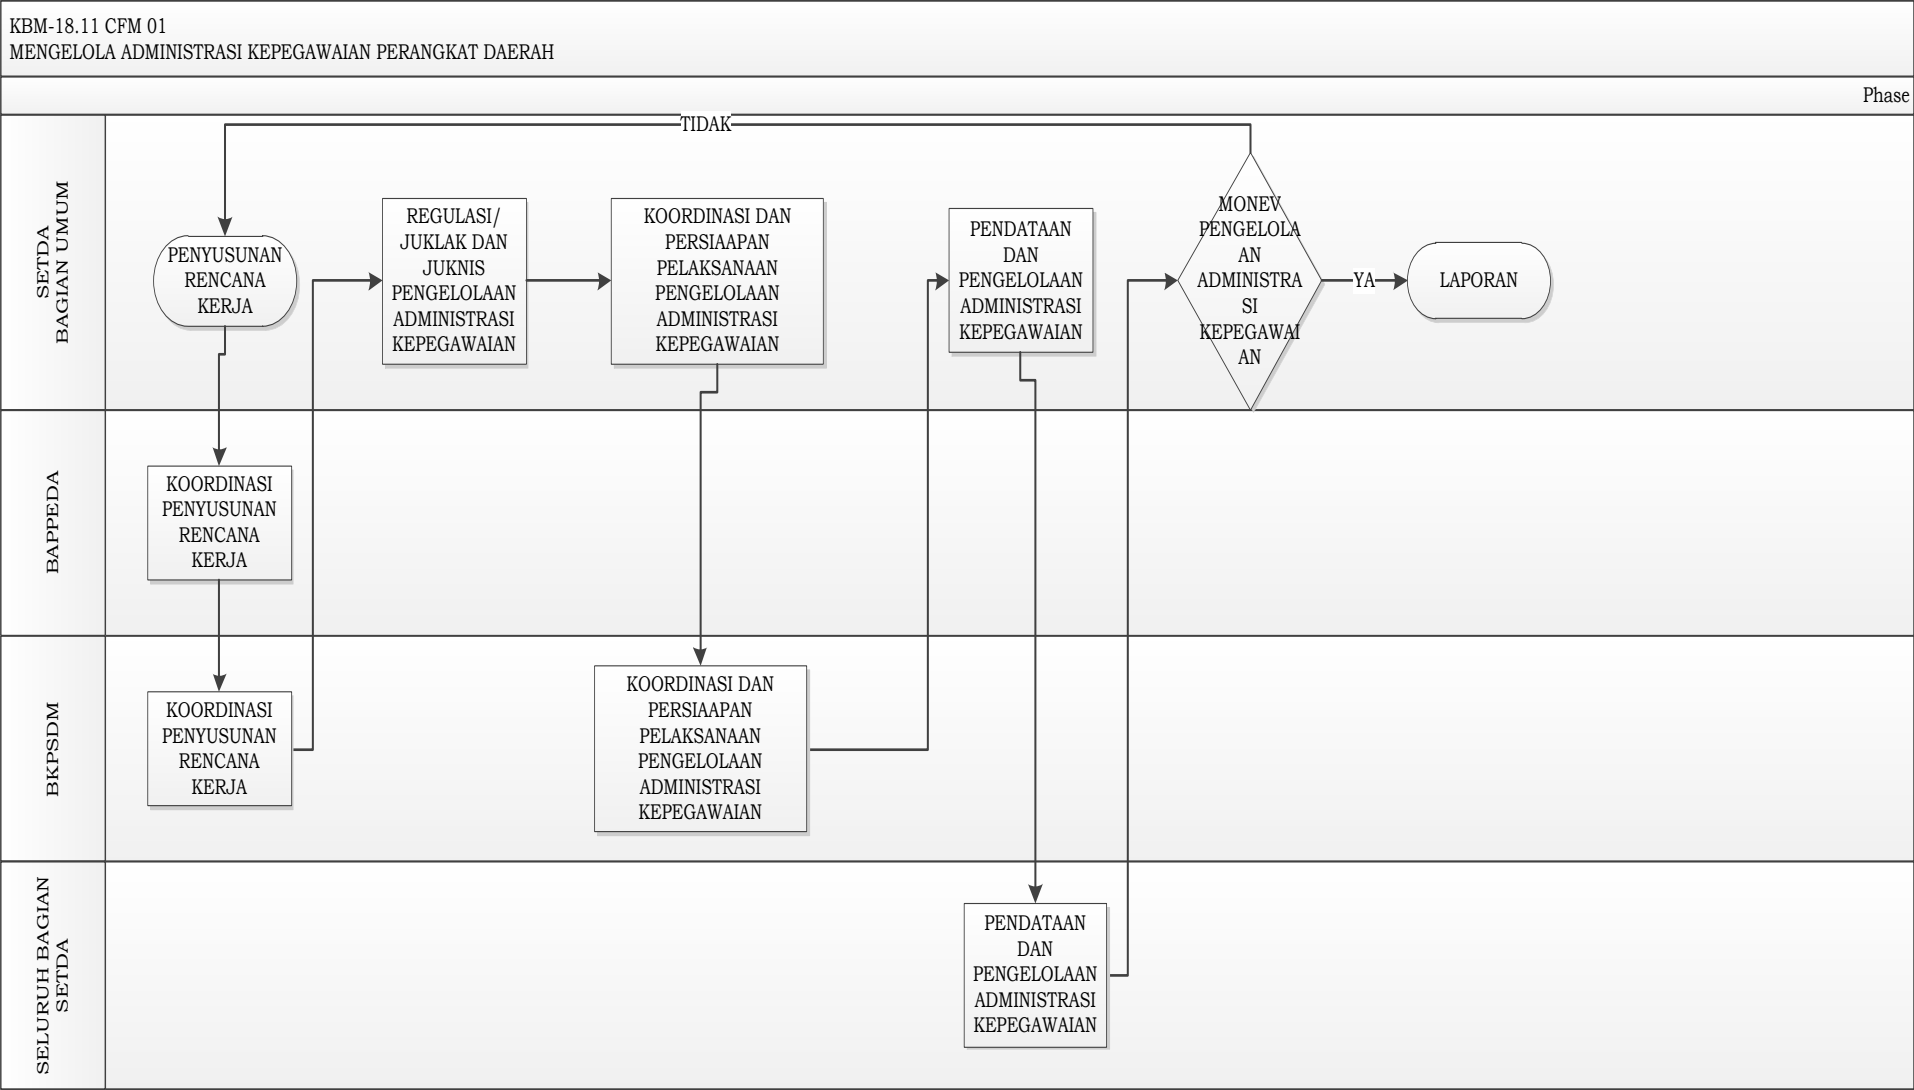 KBM-18.11 CFM 01
MENGELOLA ADMINISTRASI KEPEGAWAIAN PERANGKAT DAERAH
Phase
SETDA
BAGIAN UMUM
TIDAK
PENYUSUNAN
RENCANA
KERJA
REGULASI/
JUKLAK DAN
JUKNIS
PENGELOLAAN
ADMINISTRASI
KEPEGAWAIAN
KOORDINASI DAN
PERSIAAPAN
PELAKSANAAN
PENGELOLAAN
ADMINISTRASI
KEPEGAWAIAN
PENDATAAN
DAN
PENGELOLAAN
ADMINISTRASI
KEPEGAWAIAN
MONEV
PENGELOLA
AN
ADMINISTRA
SI
KEPEGAWAI
AN
YA
LAPORAN
BAPPEDA
KOORDINASI
PENYUSUNAN
RENCANA
KERJA
BKPSDM
KOORDINASI
PENYUSUNAN
RENCANA
KERJA
KOORDINASI DAN
PERSIAAPAN
PELAKSANAAN
PENGELOLAAN
ADMINISTRASI
KEPEGAWAIAN
SELURUH BAGIAN
SETDA
PENDATAAN
DAN
PENGELOLAAN
ADMINISTRASI
KEPEGAWAIAN